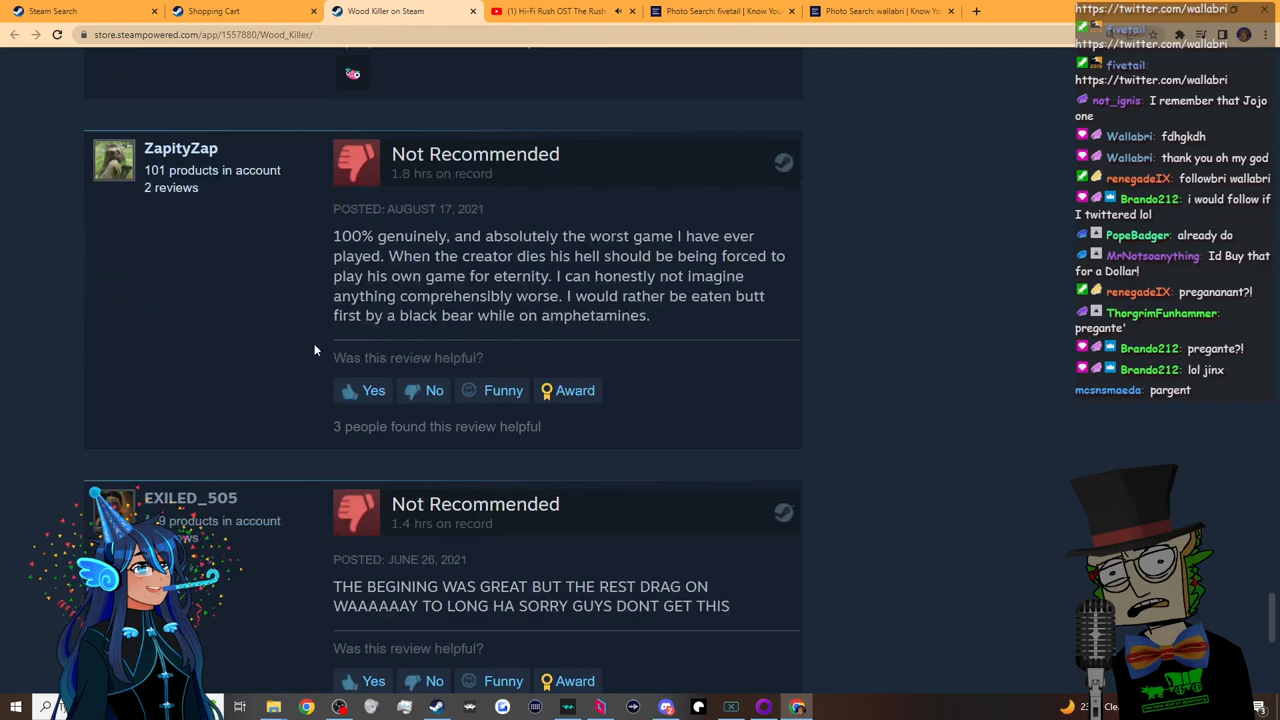 Steam Search
Shopping Cart
Wood Killer on Steam
(1) Hi-Fi Rush OST The Rush
Photo Search: fivetail | Know You
Photo Search: wallabri | Know Yo
store.steampowered.com/app/1557880/Wood_Killer/
ZapityZap
101 products in account
2 reviews
Not Recommended
1.8 hrs on record
POSTED: AUGUST 17, 2021
100% genuinely, and absolutely the worst game I have ever
played. When the creator dies his hell should be being forced to
play his own game for eternity. I can honestly not imagine
anything comprehensibly worse. I would rather be eaten butt
first by a black bear while on amphetamines.
Was this review helpful?
Yes
No
Funny
Award
3 people found this review helpful
EXILED_505
9 products in account
Not Recommended
1.4 hrs on record
POSTED: JUNE 26, 2021
THE BEGINING WAS GREAT BUT THE REST DRAG ON
WAAAAAAY TO LONG HA SORRY GUYS DONT GET THIS
Was this review helpful?
Yes
No
Funny
Award
https://twitter.com/wallabri
fivetail:
https://twitter.com/wallabri
fivetail:
https://twitter.com/wallabri
not_ignis: I remember that Jojo
one
Wallabri: fdhgkdh
Wallabri: thank you oh my god
renegadeIX: followbri wallabri
Brando212: i would follow if
I twittered lol
PopeBadger: already do
MrNotsoanything: Id Buy that
for a Dollar!
renegadeIX: pregananant?!
ThorgrimFunhammer:
pregante'
Brando212: pregante?!
Brando212: lol jinx
mcsnsmaeda: pargent